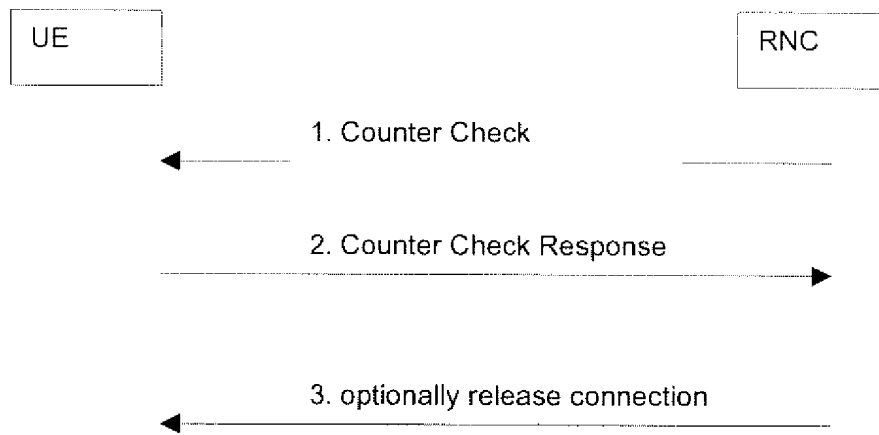 UE
RNC
1. Counter Check
2. Counter Check Response
3. optionally release connection